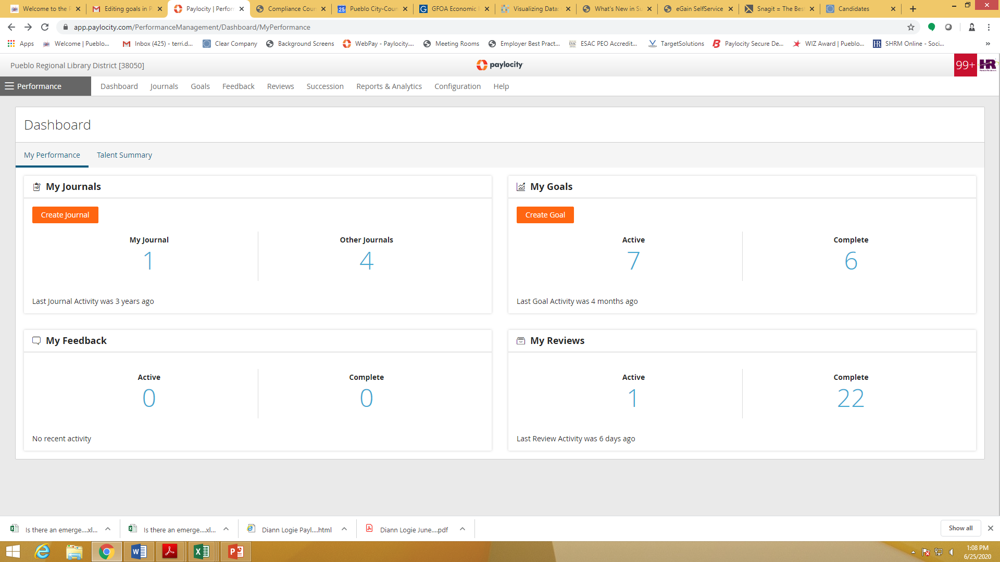 Welcome to the P
Editing goals in P
Paylocity | Perfor
Compliance Cour
Pueblo City-Coun
GFOA Economic
Visualizing Data:
What's New in Su
eGain SelfService
Snagit = The Bes
Candidates
app.paylocity.com/PerformanceManagement/Dashboard/MyPerformance
Apps
Welcome | Pueblo...
Inbox (425) - terri.d...
Clear Company
Background Screens
WebPay - Paylocity....
Meeting Rooms
Employer Best Pract...
ESAC PEO Accredit...
TargetSolutions
Paylocity Secure De...
WIZ Award | Pueblo...
SHRM Online - Soci...
»
Pueblo Regional Library District [38050]
paylocity
99+
HR
Performance
Dashboard
Journals
Goals
Feedback
Reviews
Succession
Reports & Analytics
Configuration
Help
Dashboard
My Performance
Talent Summary
My Journals
Create Journal
My Journal
1
Other Journals
4
Last Journal Activity was 3 years ago
My Goals
Create Goal
Active
7
Complete
6
Last Goal Activity was 4 months ago
My Feedback
Active
0
Complete
0
No recent activity
My Reviews
Active
1
Complete
22
Last Review Activity was 6 days ago
Is there an emerge....xl...
Is there an emerge....xl...
Diann Logie Payl....html
Diann Logie June....pdf
Show all
1:08 PM
6/25/2020